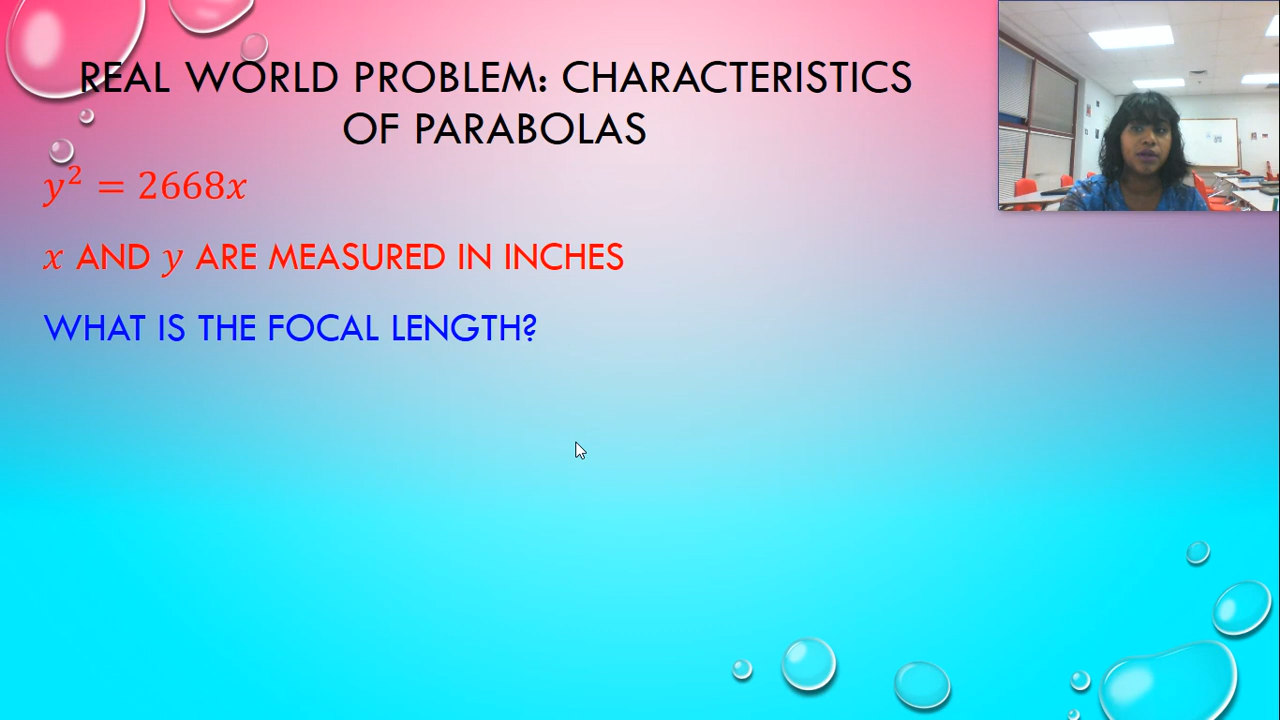 REAL WORLD PROBLEM: CHARACTERISTICS
OF PARABOLAS
y² = 2668x
x AND y ARE MEASURED IN INCHES
WHAT IS THE FOCAL LENGTH?